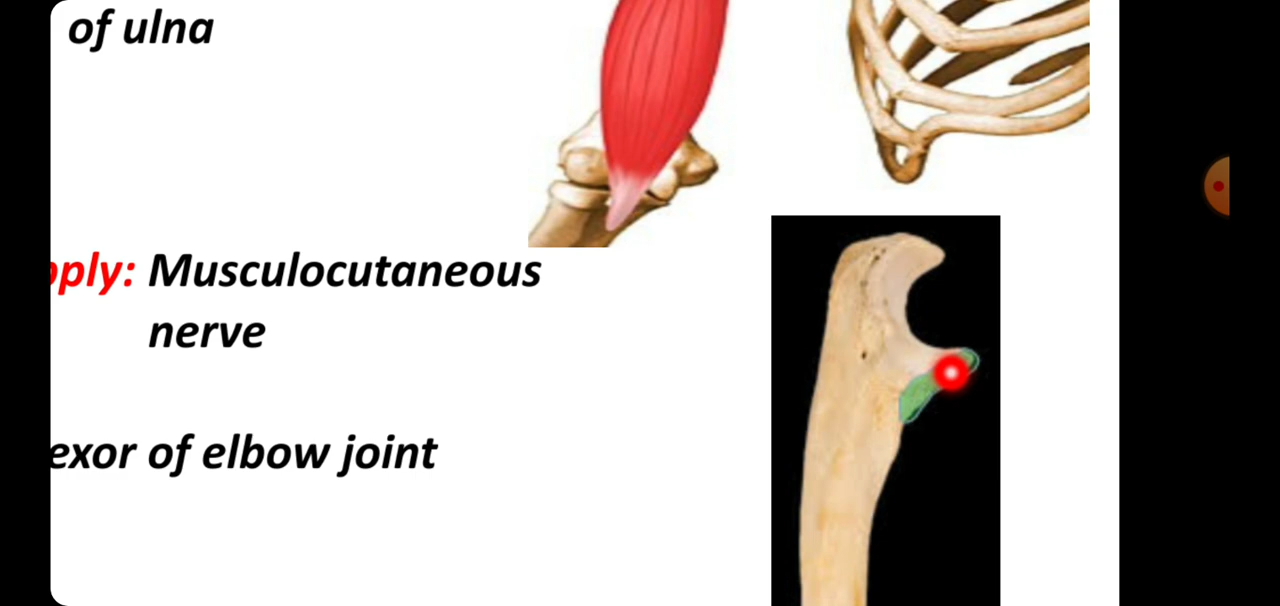 of ulna
pply: Musculocutaneous
nerve
exor of elbow joint